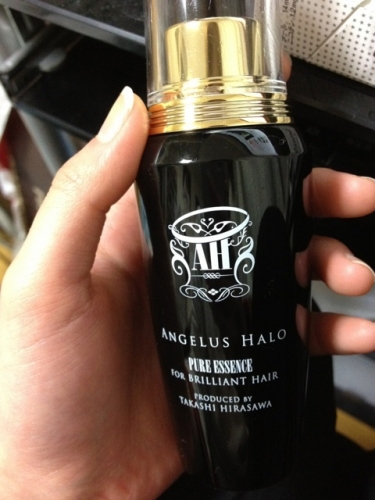 AH
ANGELUS HALO
PURE ESSENCE
FOR BRILLIANT HAIR
PRODUCED BY
TAKASHI HIRASAWA